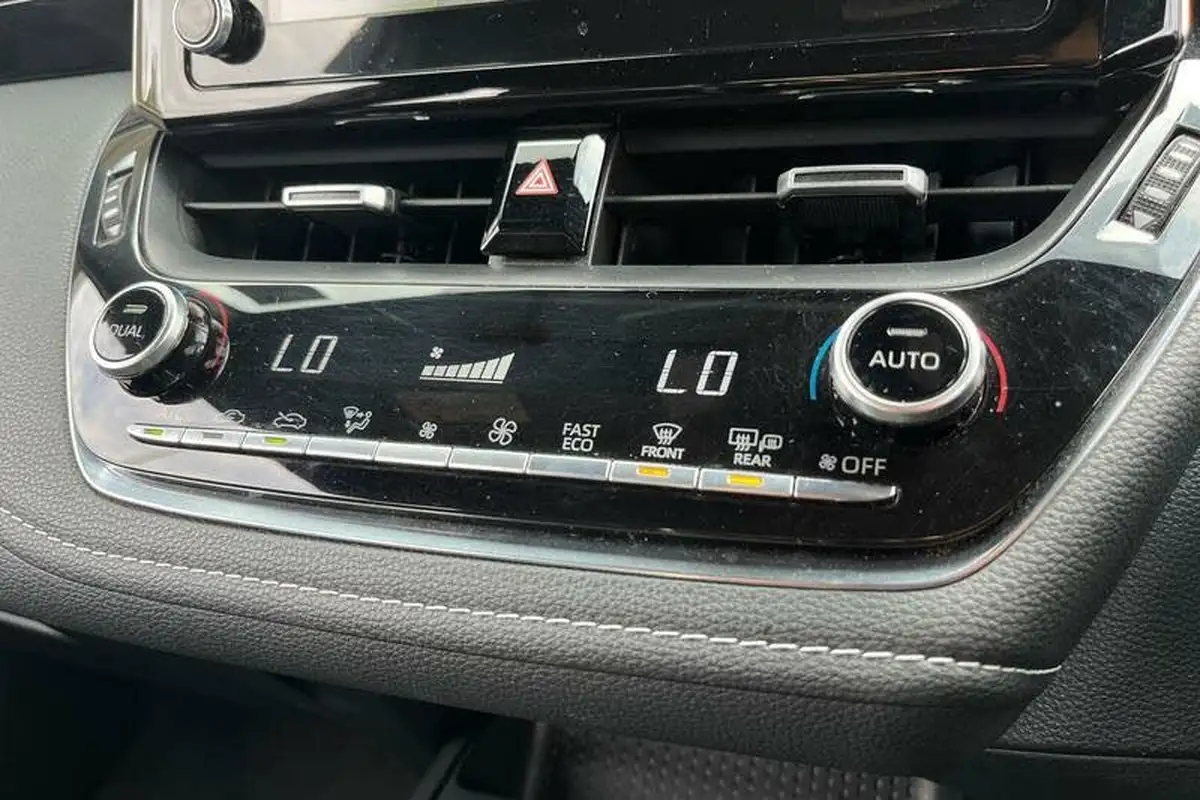 DUAL
LO
LO
AUTO
A/C
FAST
ECO
FRONT
REAR
OFF